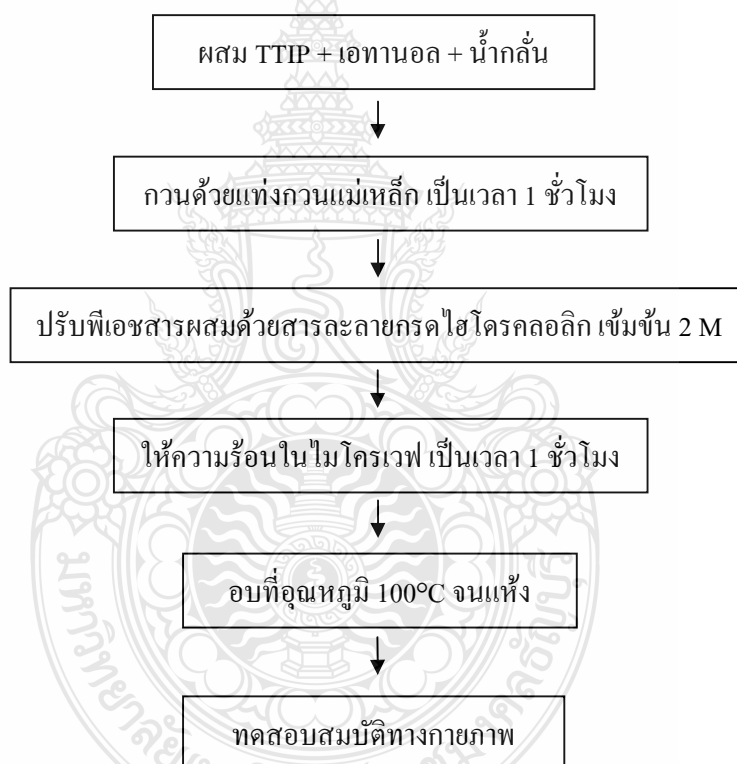 ผสม TTIP + เอทานอล + น้ำกลั่น
กวนด้วยแท่งกวนแม่เหล็ก เป็นเวลา 1 ชั่วโมง
ปรับพีเอชสารผสมด้วยสารละลายกรดไฮโดรคลอลิก เข้มข้น 2 M
ให้ความร้อนในไมโครเวฟ เป็นเวลา 1 ชั่วโมง
อบที่อุณหภูมิ 100°C จนแห้ง
ทดสอบสมบัติทางกายภาพ